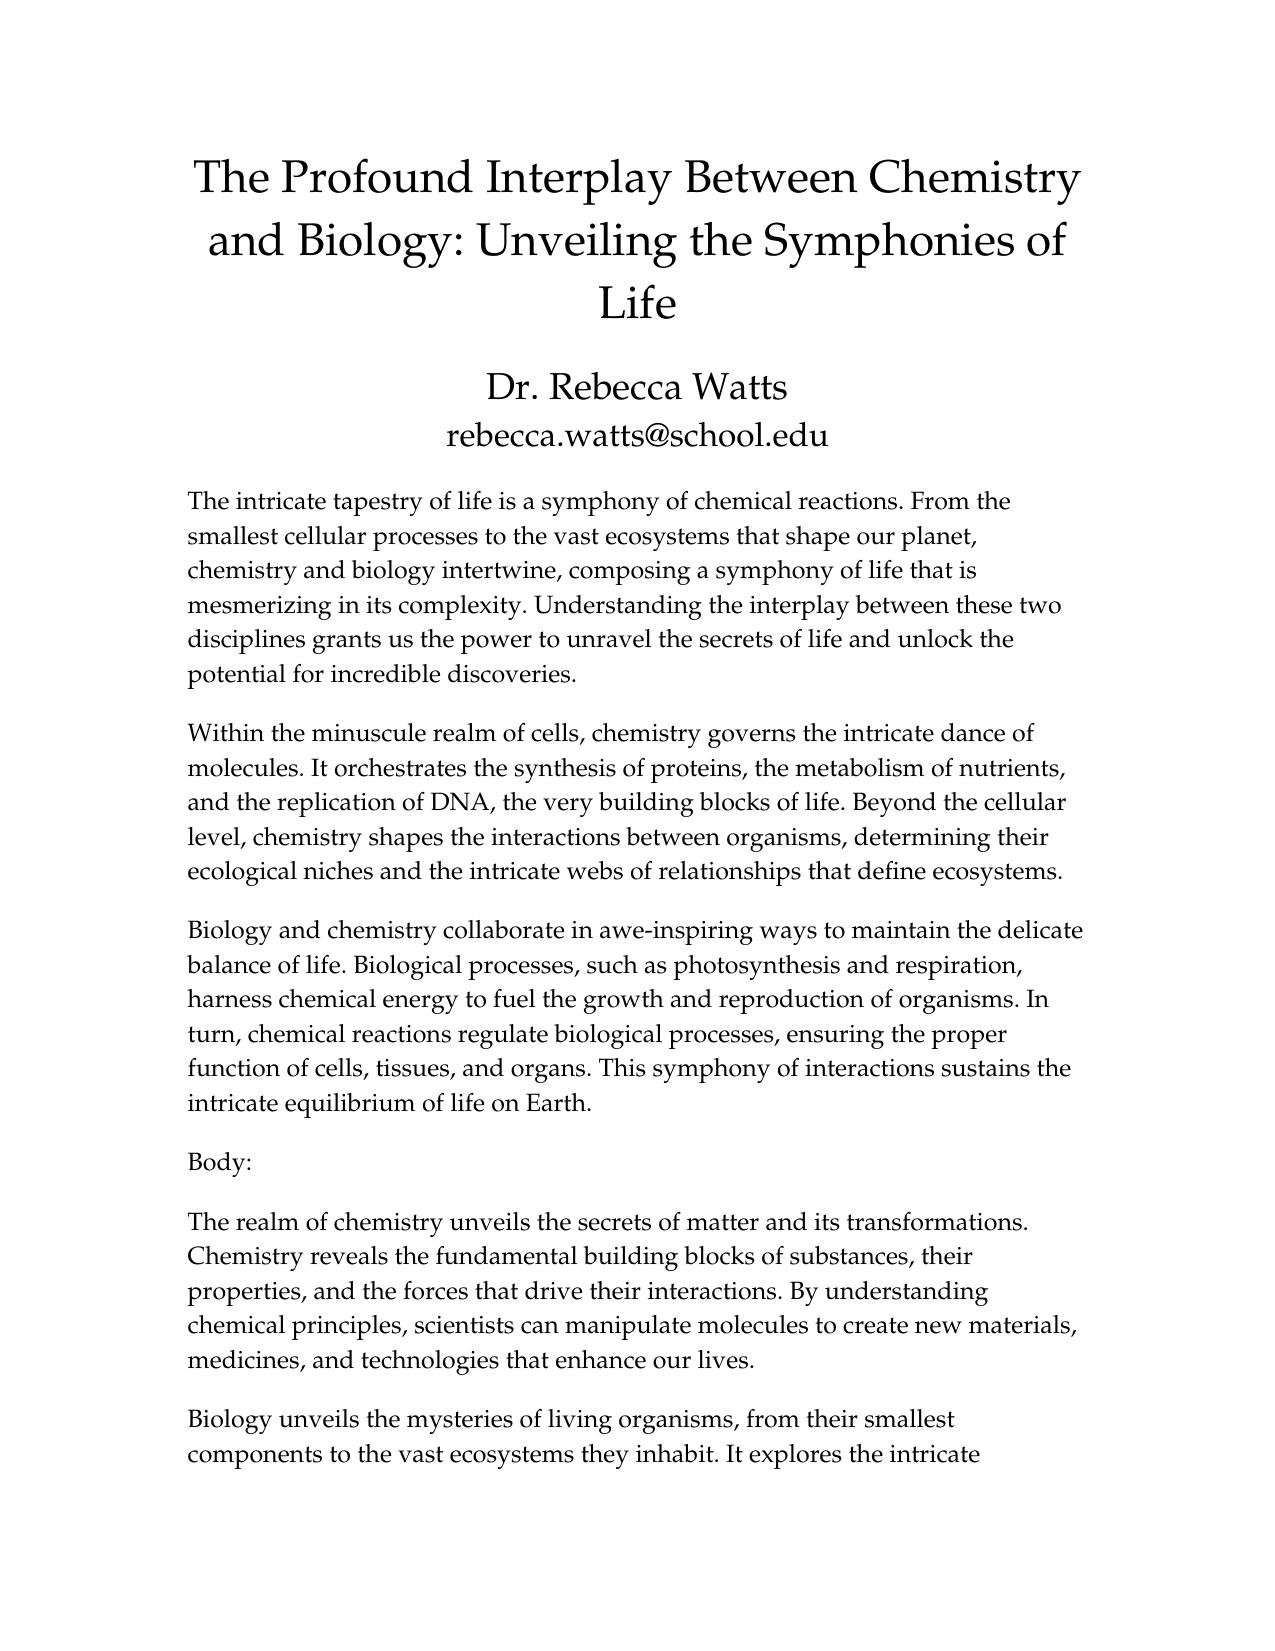 The Profound Interplay Between Chemistry
and Biology: Unveiling the Symphonies of
Life
Dr. Rebecca Watts
rebecca.watts@school.edu
The intricate tapestry of life is a symphony of chemical reactions. From the
smallest cellular processes to the vast ecosystems that shape our planet,
chemistry and biology intertwine, composing a symphony of life that is
mesmerizing in its complexity. Understanding the interplay between these two
disciplines grants us the power to unravel the secrets of life and unlock the
potential for incredible discoveries.
Within the minuscule realm of cells, chemistry governs the intricate dance of
molecules. It orchestrates the synthesis of proteins, the metabolism of nutrients,
and the replication of DNA, the very building blocks of life. Beyond the cellular
level, chemistry shapes the interactions between organisms, determining their
ecological niches and the intricate webs of relationships that define ecosystems.
Biology and chemistry collaborate in awe-inspiring ways to maintain the delicate
balance of life. Biological processes, such as photosynthesis and respiration,
harness chemical energy to fuel the growth and reproduction of organisms. In
turn, chemical reactions regulate biological processes, ensuring the proper
function of cells, tissues, and organs. This symphony of interactions sustains the
intricate equilibrium of life on Earth.
Body:
The realm of chemistry unveils the secrets of matter and its transformations.
Chemistry reveals the fundamental building blocks of substances, their
properties, and the forces that drive their interactions. By understanding
chemical principles, scientists can manipulate molecules to create new materials,
medicines, and technologies that enhance our lives.
Biology unveils the mysteries of living organisms, from their smallest
components to the vast ecosystems they inhabit. It explores the intricate